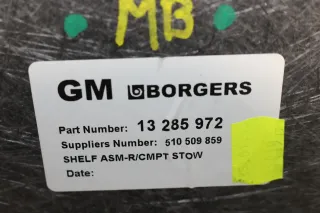 MB
GM BORGERS
Part Number: 13 285 972
Suppliers Number: 510 509 859
SHELF ASM-R/CMPT STOW
Date: